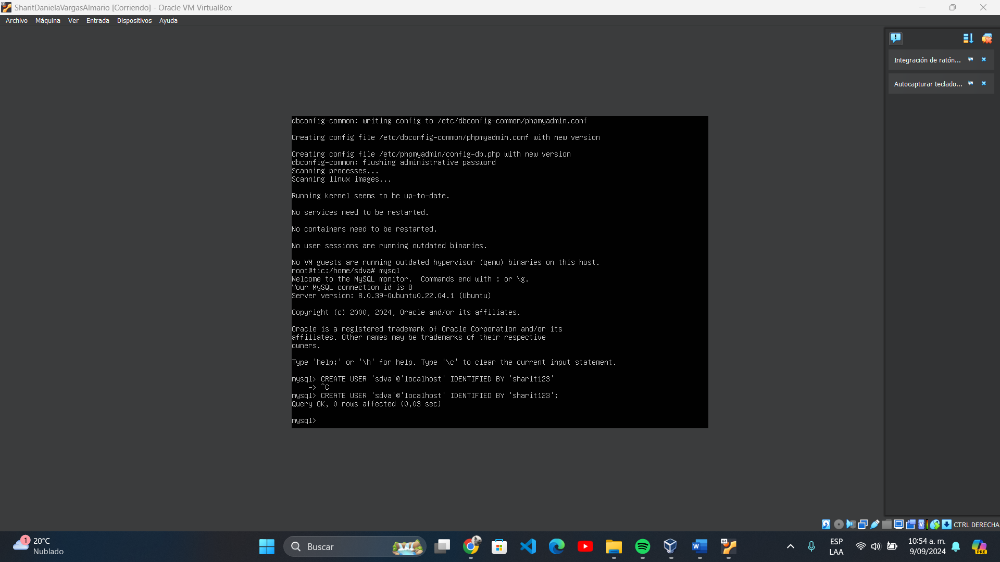 SharitDanielaVargasAlmario [Corriendo] - Oracle VM VirtualBox
Archivo Máquina Ver Entrada Dispositivos Ayuda
Integración de ratón...
Autocapturar teclado...
dbconfig-common: writing config to /etc/dbconfig-common/phpmyadmin.conf
Creating config file /etc/dbconfig-common/phpmyadmin.conf with new version
Creating config file /etc/phpmyadmin/config-db.php with new version
dbconfig-common: flushing administrative password
Scanning processes...
Scanning linux images...
Running kernel seems to be up-to-date.
No services need to be restarted.
No containers need to be restarted.
No user sessions are running outdated binaries.
No VM guests are running outdated hypervisor (qemu) binaries on this host.
root@tic:/home/sdva# mysql
Welcome to the MySQL monitor.  Commands end with ; or \g.
Your MySQL connection id is 8
Server version: 8.0.39-0ubuntu0.22.04.1 (Ubuntu)
Copyright (c) 2000, 2024, Oracle and/or its affiliates.
Oracle is a registered trademark of Oracle Corporation and/or its
affiliates. Other names may be trademarks of their respective
owners.
Type 'help;' or '\h' for help. Type '\c' to clear the current input statement.
mysql> CREATE USER 'sdva'@'localhost' IDENTIFIED BY 'sharit123'
    -> ^C
mysql> CREATE USER 'sdva'@'localhost' IDENTIFIED BY 'sharit123';
Query OK, 0 rows affected (0,03 sec)
mysql>
CTRL DERECHA
1
20°C
Nublado
Buscar
ESP
LAA
10:54 a. m.
9/09/2024
PRE